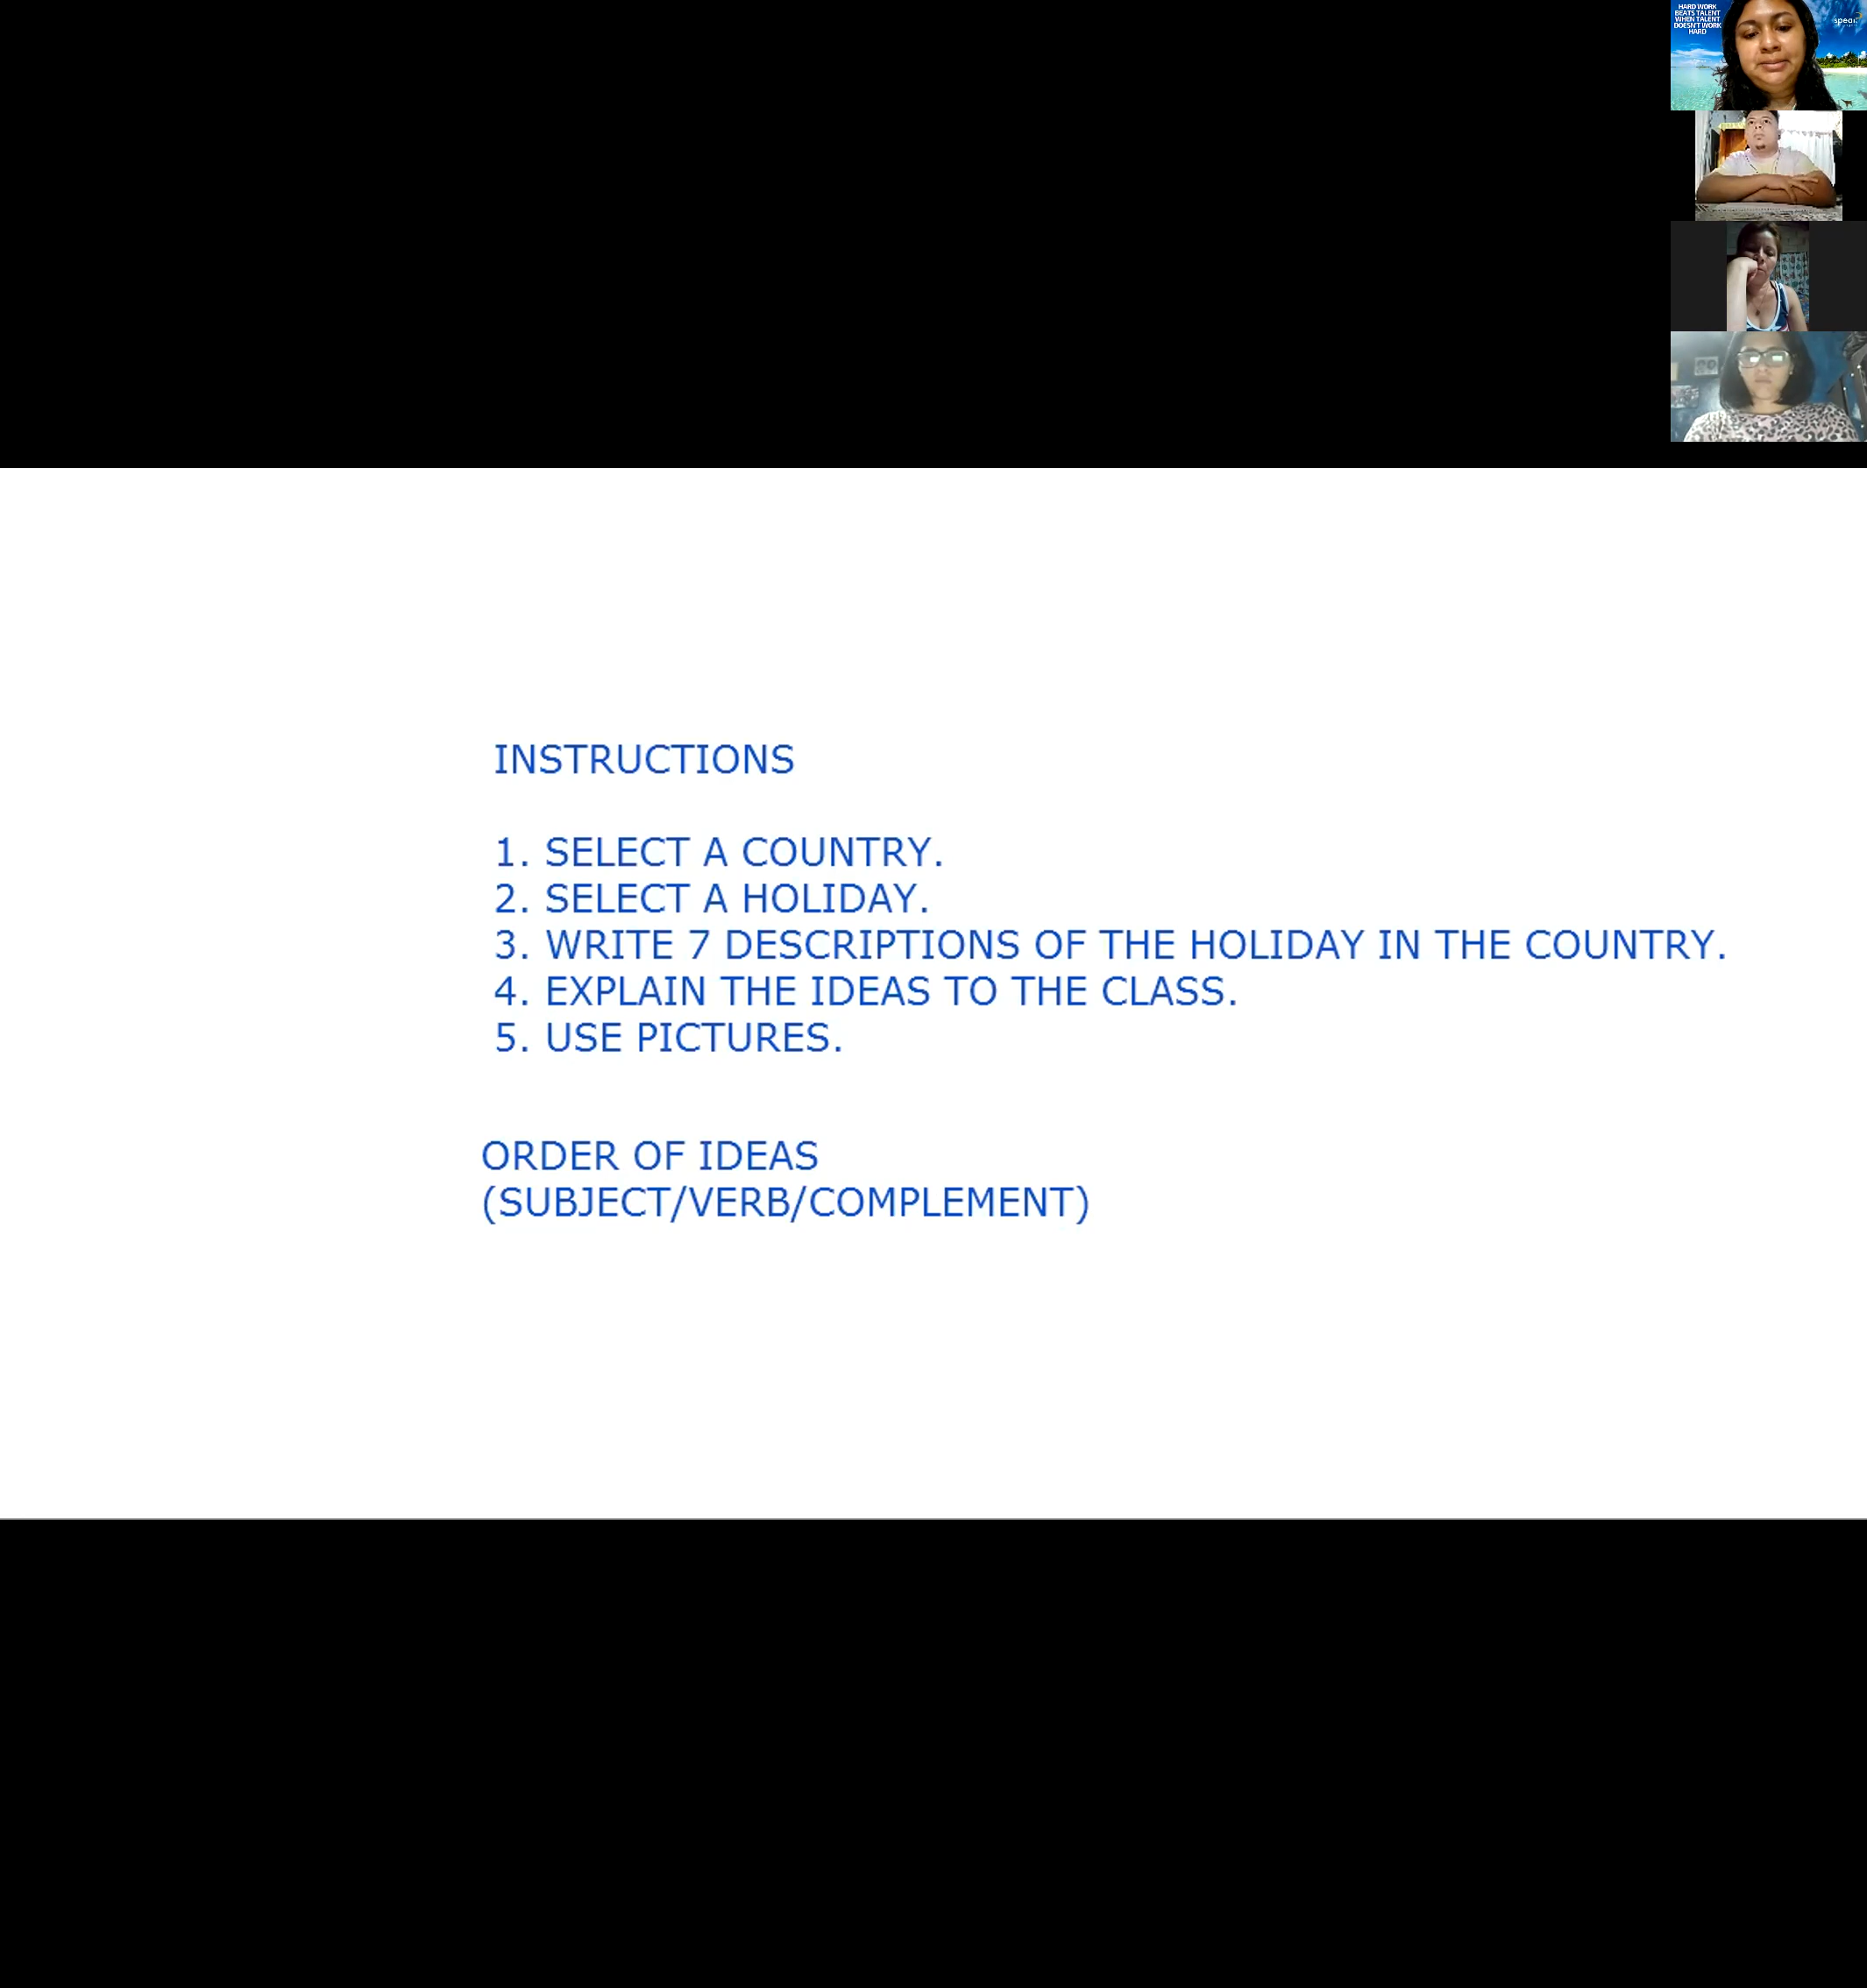 HARD WORK
BEATS TALENT
WHEN TALENT
DOESN'T WORK
HARD
INSTRUCTIONS
1. SELECT A COUNTRY.
2. SELECT A HOLIDAY.
3. WRITE 7 DESCRIPTIONS OF THE HOLIDAY IN THE COUNTRY.
4. EXPLAIN THE IDEAS TO THE CLASS.
5. USE PICTURES.
ORDER OF IDEAS
(SUBJECT/VERB/COMPLEMENT)